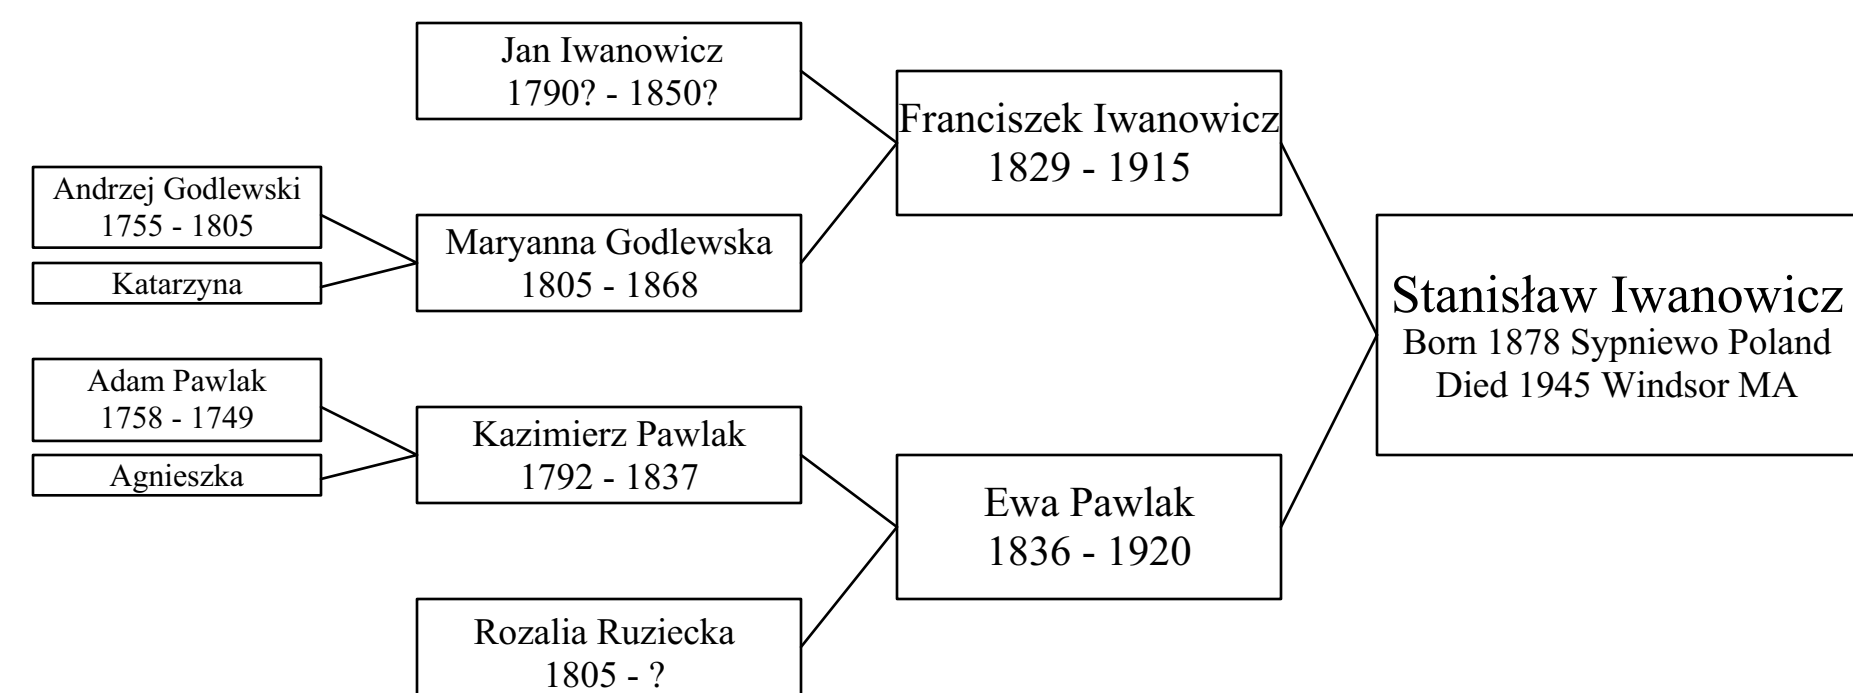 Jan Iwanowicz
1790? - 1850?
Franciszek Iwanowicz
1829 - 1915
Andrzej Godlewski
1755 - 1805
Katarzyna
Maryanna Godlewska
1805 - 1868
Stanisław Iwanowicz
Born 1878 Sypniewo Poland
Died 1945 Windsor MA
Adam Pawlak
1758 - 1749
Agnieszka
Kazimierz Pawlak
1792 - 1837
Ewa Pawlak
1836 - 1920
Rozalia Ruziecka
1805 - ?